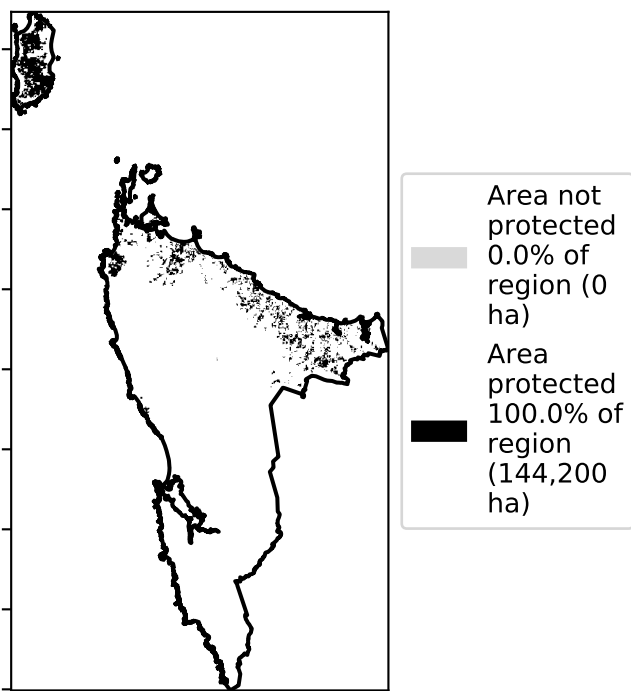 Area not
protected
0.0% of
region (0
ha)
Area
protected
100.0% of
region
(144,200
ha)